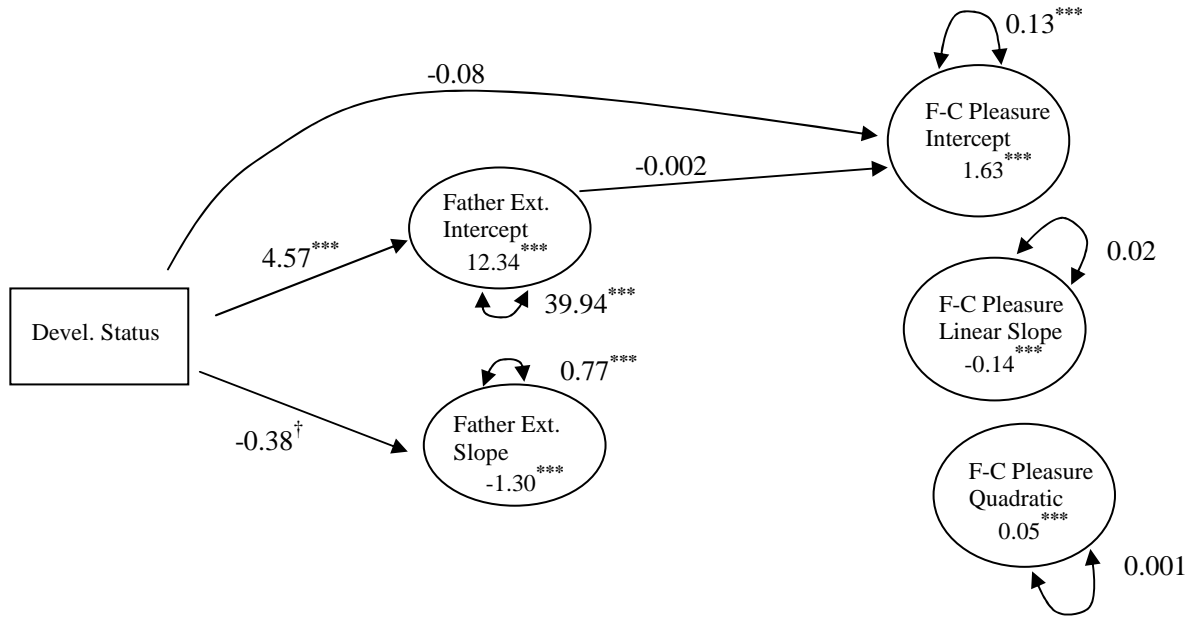 0.13***
-0.08
F-C Pleasure
Intercept
1.63***
-0.002
Father Ext.
Intercept
12.34***
4.57***
39.94***
0.02
F-C Pleasure
Linear Slope
-0.14***
Devel. Status
0.77***
-0.38†
Father Ext.
Slope
-1.30***
F-C Pleasure
Quadratic
0.05***
0.001